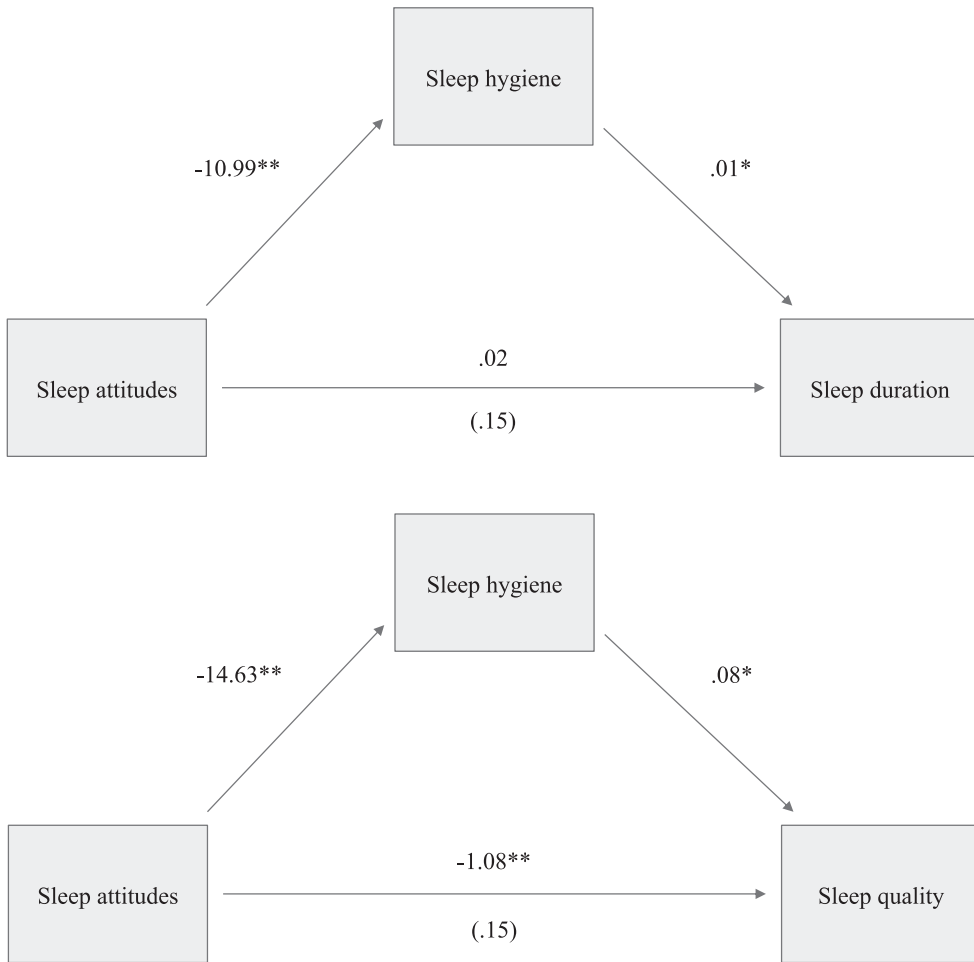 Sleep hygiene
-10.99**
.01*
Sleep attitudes
.02
(.15)
Sleep duration
Sleep hygiene
-14.63**
.08*
Sleep attitudes
-1.08**
(.15)
Sleep quality